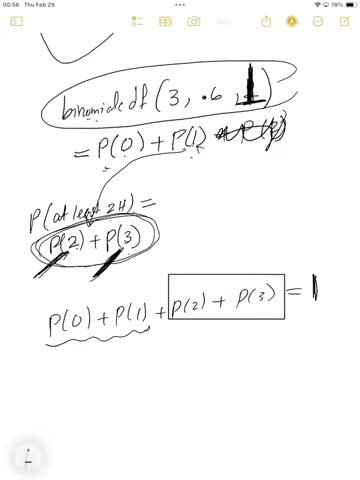 00:56 Thu Feb 29
78%
binomialcdf (3, .6, 1)
= P(0) + P(1)
P(at least 2H) =
P(2) + P(3)
P(0) + P(1) + P(2) + P(3) = 1